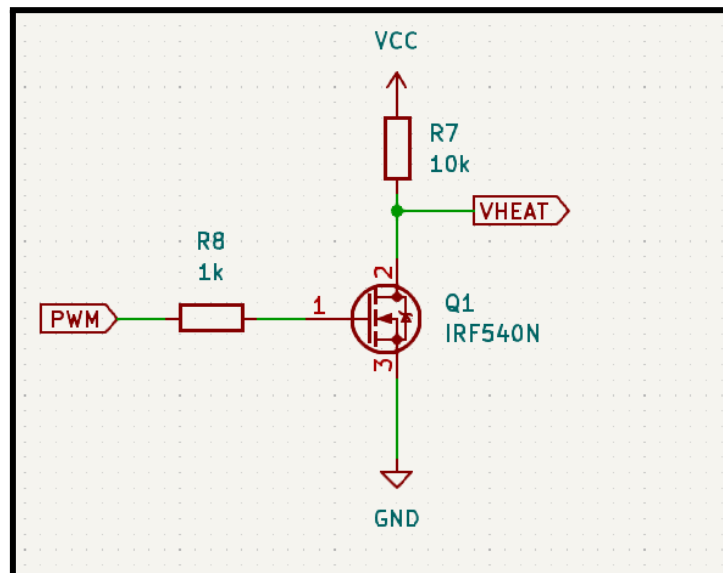 VCC
R7
10k
VHEAT
R8
1k
2
PWM
1
Q1
IRF540N
3
GND